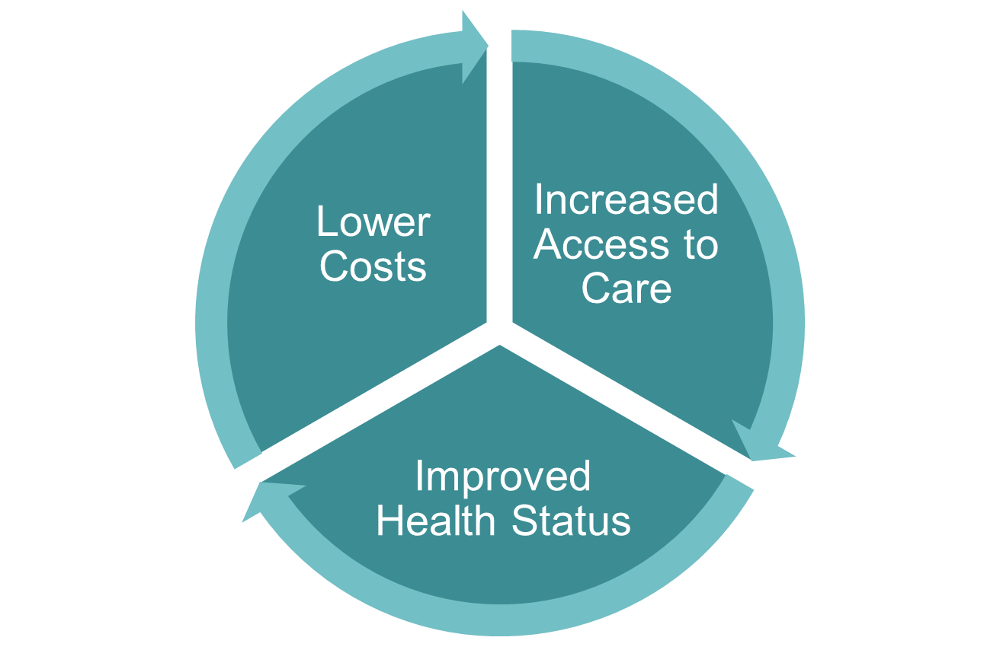 Lower
Costs
Increased
Access to
Care
Improved
Health Status